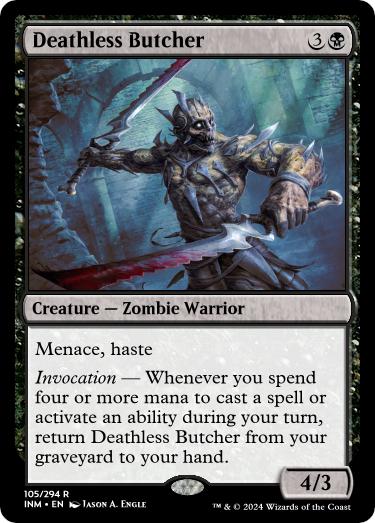 Deathless Butcher 3
Creature — Zombie Warrior
Menace, haste
Invocation — Whenever you spend
four or more mana to cast a spell or
activate an ability during your turn,
return Deathless Butcher from your
graveyard to your hand.
4/3
105/294 R
INM • EN Jason A. Engle
™ & © 2024 Wizards of the Coast